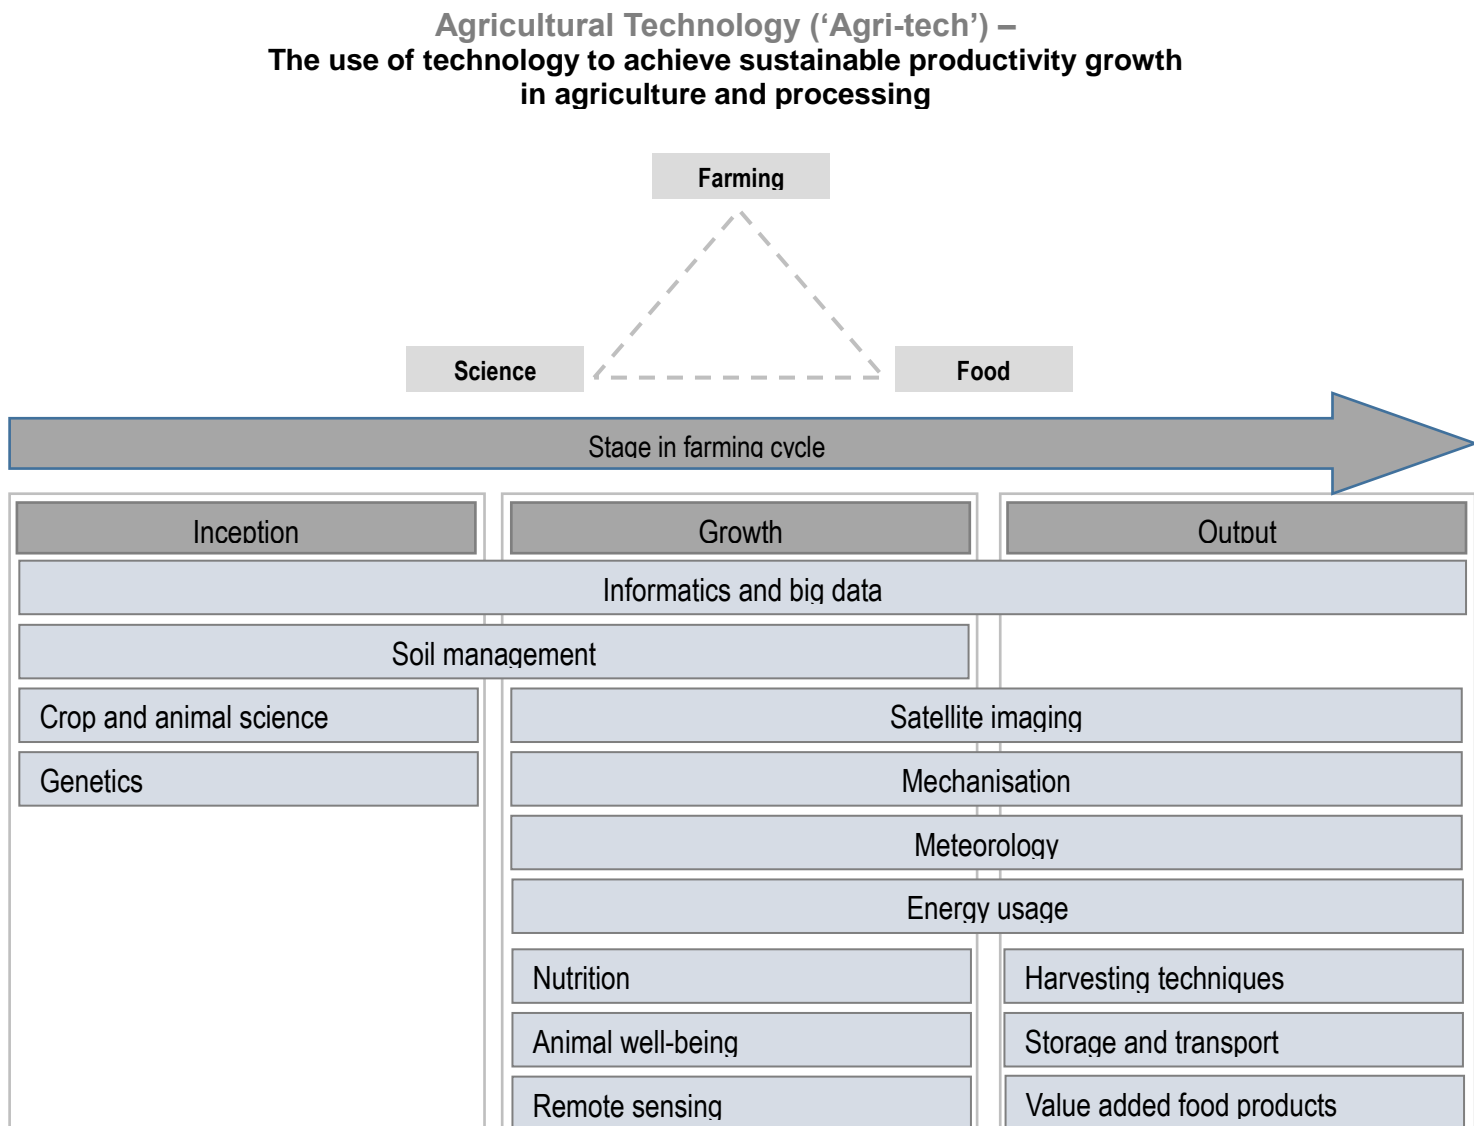 Agricultural Technology (‘Agri-tech’) –
The use of technology to achieve sustainable productivity growth
in agriculture and processing
Farming
Science
Food
Stage in farming cycle
Inception
Growth
Output
Informatics and big data
Soil management
Crop and animal science
Satellite imaging
Genetics
Mechanisation
Meteorology
Energy usage
Nutrition
Harvesting techniques
Animal well-being
Storage and transport
Remote sensing
Value added food products